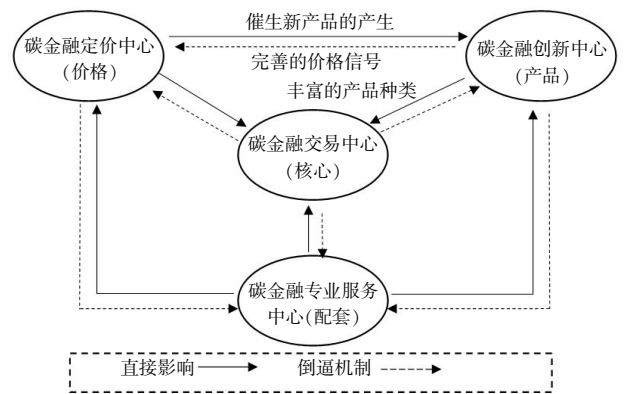 催生新产品的产生
碳金融定价中心
(价格)
碳金融创新中心
(产品)
完善的价格信号
丰富的产品种类
碳金融交易中心
(核心)
碳金融专业服务
中心(配套)
直接影响
倒逼机制